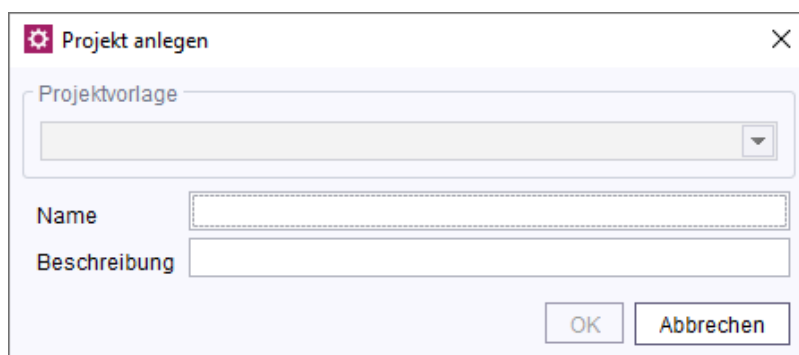 Projekt anlegen
Projektvorlage
Name
Beschreibung
OK Abbrechen